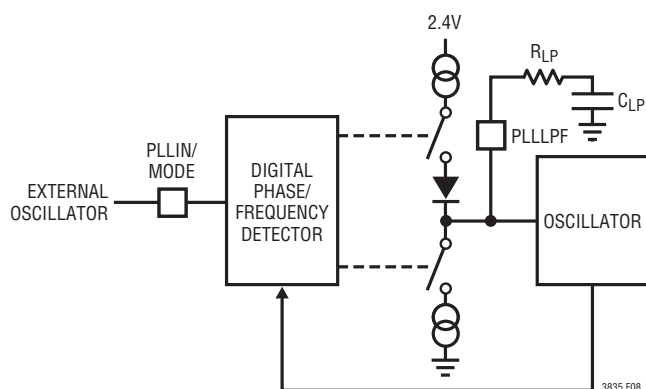 2.4V
RLP
CLP
PLLLPF
PLLIN/
MODE
EXTERNAL
OSCILLATOR
DIGITAL
PHASE/
FREQUENCY
DETECTOR
OSCILLATOR
3835 F08